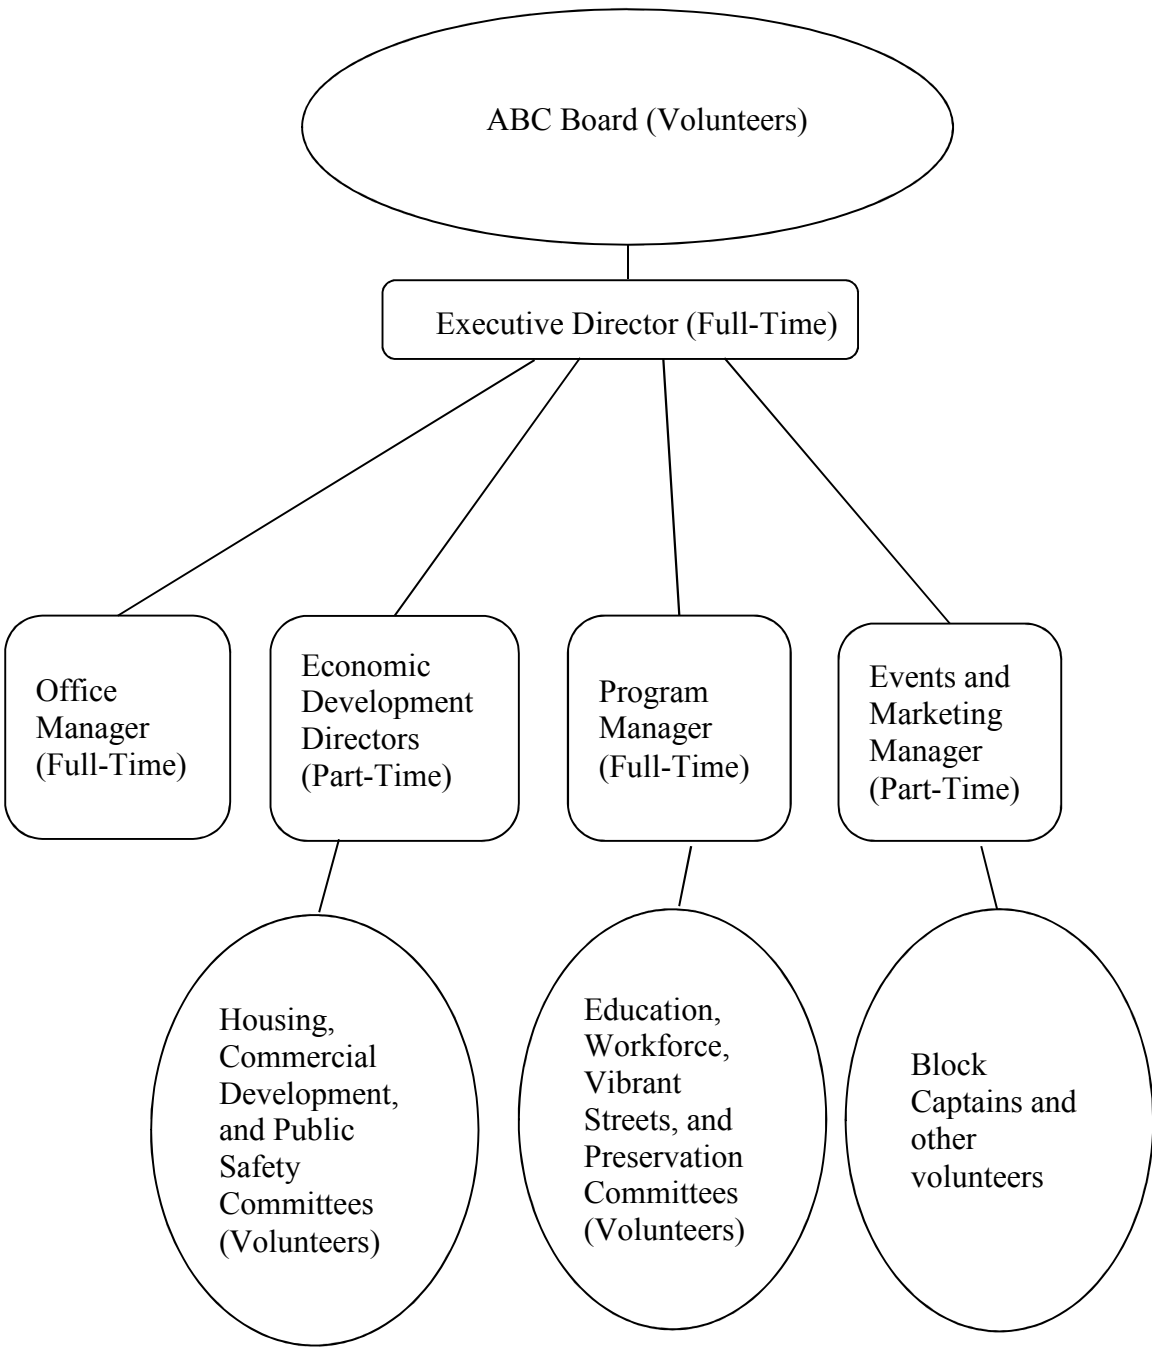 ABC Board (Volunteers)
Executive Director (Full-Time)
Office
Manager
(Full-Time)
Economic
Development
Directors
(Part-Time)
Program
Manager
(Full-Time)
Events and
Marketing
Manager
(Part-Time)
Housing,
Commercial
Development,
and Public
Safety
Committees
(Volunteers)
Education,
Workforce,
Vibrant
Streets, and
Preservation
Committees
(Volunteers)
Block
Captains and
other
volunteers